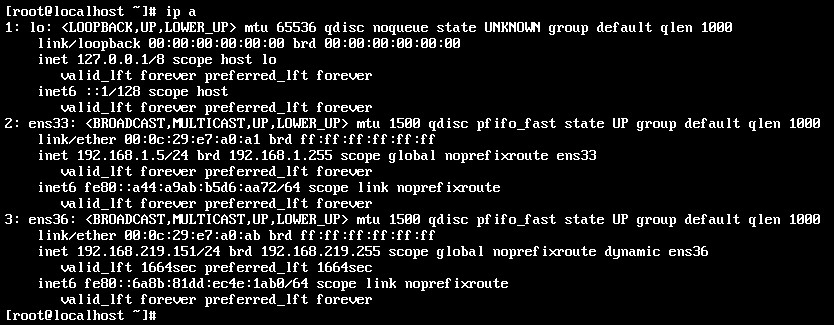 [root@localhost ~]# ip a
1: lo: <LOOPBACK,UP,LOWER_UP> mtu 65536 qdisc noqueue state UNKNOWN group default qlen 1000
    link/loopback 00:00:00:00:00:00 brd 00:00:00:00:00:00
    inet 127.0.0.1/8 scope host lo
       valid_lft forever preferred_lft forever
    inet6 ::1/128 scope host
       valid_lft forever preferred_lft forever
2: ens33: <BROADCAST,MULTICAST,UP,LOWER_UP> mtu 1500 qdisc pfifo_fast state UP group default qlen 1000
    link/ether 00:0c:29:e7:a0:a1 brd ff:ff:ff:ff:ff:ff
    inet 192.168.1.5/24 brd 192.168.1.255 scope global noprefixroute ens33
       valid_lft forever preferred_lft forever
    inet6 fe80::a44:a9ab:b5d6:aa72/64 scope link noprefixroute
       valid_lft forever preferred_lft forever
3: ens36: <BROADCAST,MULTICAST,UP,LOWER_UP> mtu 1500 qdisc pfifo_fast state UP group default qlen 1000
    link/ether 00:0c:29:e7:a0:ab brd ff:ff:ff:ff:ff:ff
    inet 192.168.219.151/24 brd 192.168.219.255 scope global noprefixroute dynamic ens36
       valid_lft 1664sec preferred_lft 1664sec
    inet6 fe80::6a8b:81dd:ec4e:1ab0/64 scope link noprefixroute
       valid_lft forever preferred_lft forever
[root@localhost ~]#